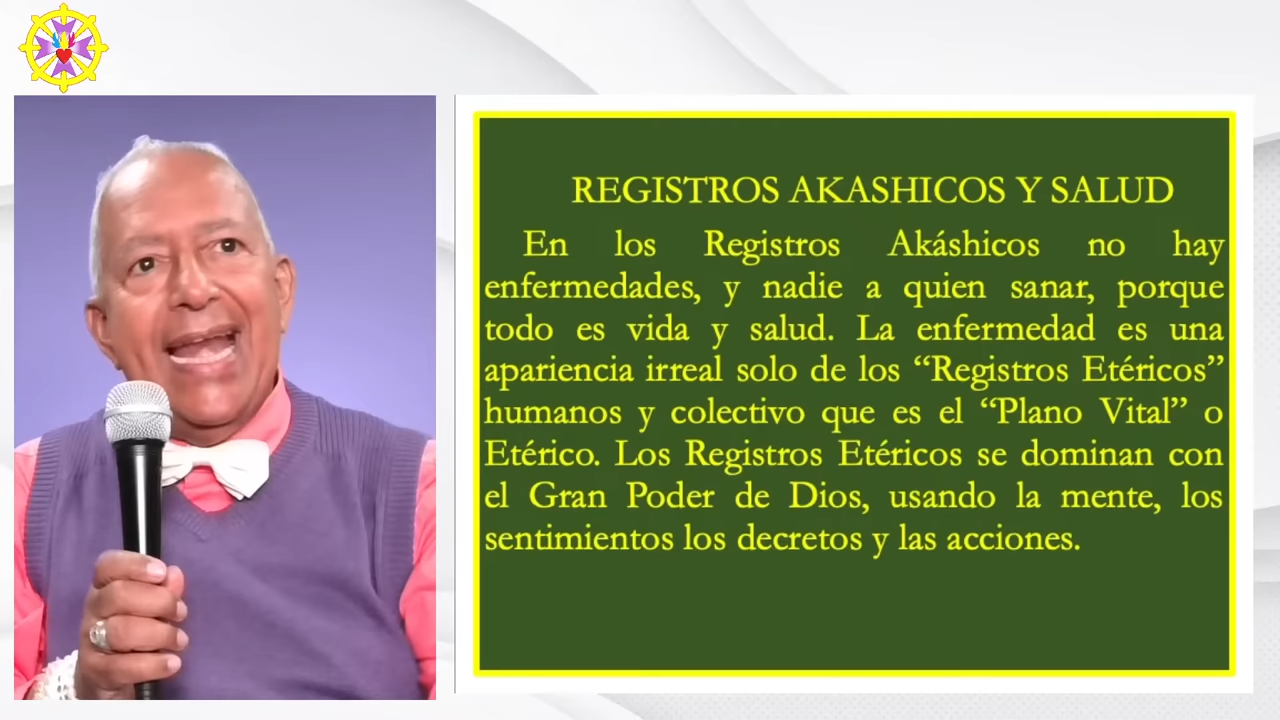 REGISTROS AKASHICOS Y SALUD
En los Registros Akáshicos no hay
enfermedades, y nadie a quien sanar, porque
todo es vida y salud. La enfermedad es una
apariencia irreal solo de los “Registros Etéricos”
humanos y colectivo que es el “Plano Vital” o
Etérico. Los Registros Etéricos se dominan con
el Gran Poder de Dios, usando la mente, los
sentimientos los decretos y las acciones.